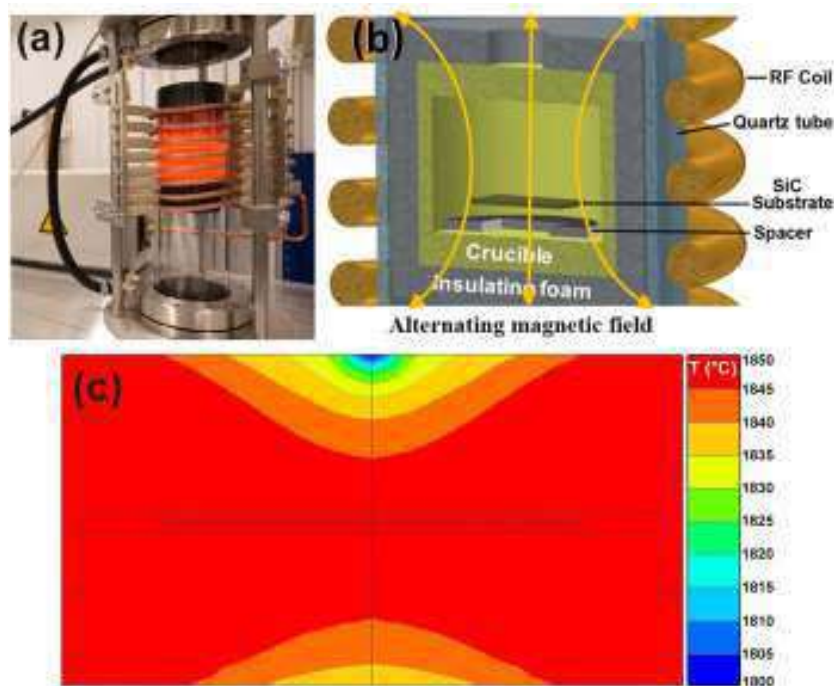 (a)
(b)
RF Coil
Quartz tube
SiC
Substrate
Spacer
Crucible
Insulating foam
Alternating magnetic field
(c)
T (°C)
1850
1845
1840
1835
1830
1825
1820
1815
1810
1805
1800